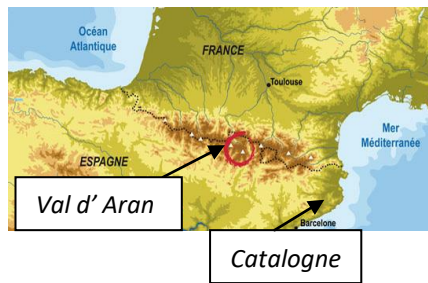 Océan
Atlantique
FRANCE
Toulouse
Mer
Méditerranée
ESPAGNE
Val d' Aran
Barcelone
Catalogne